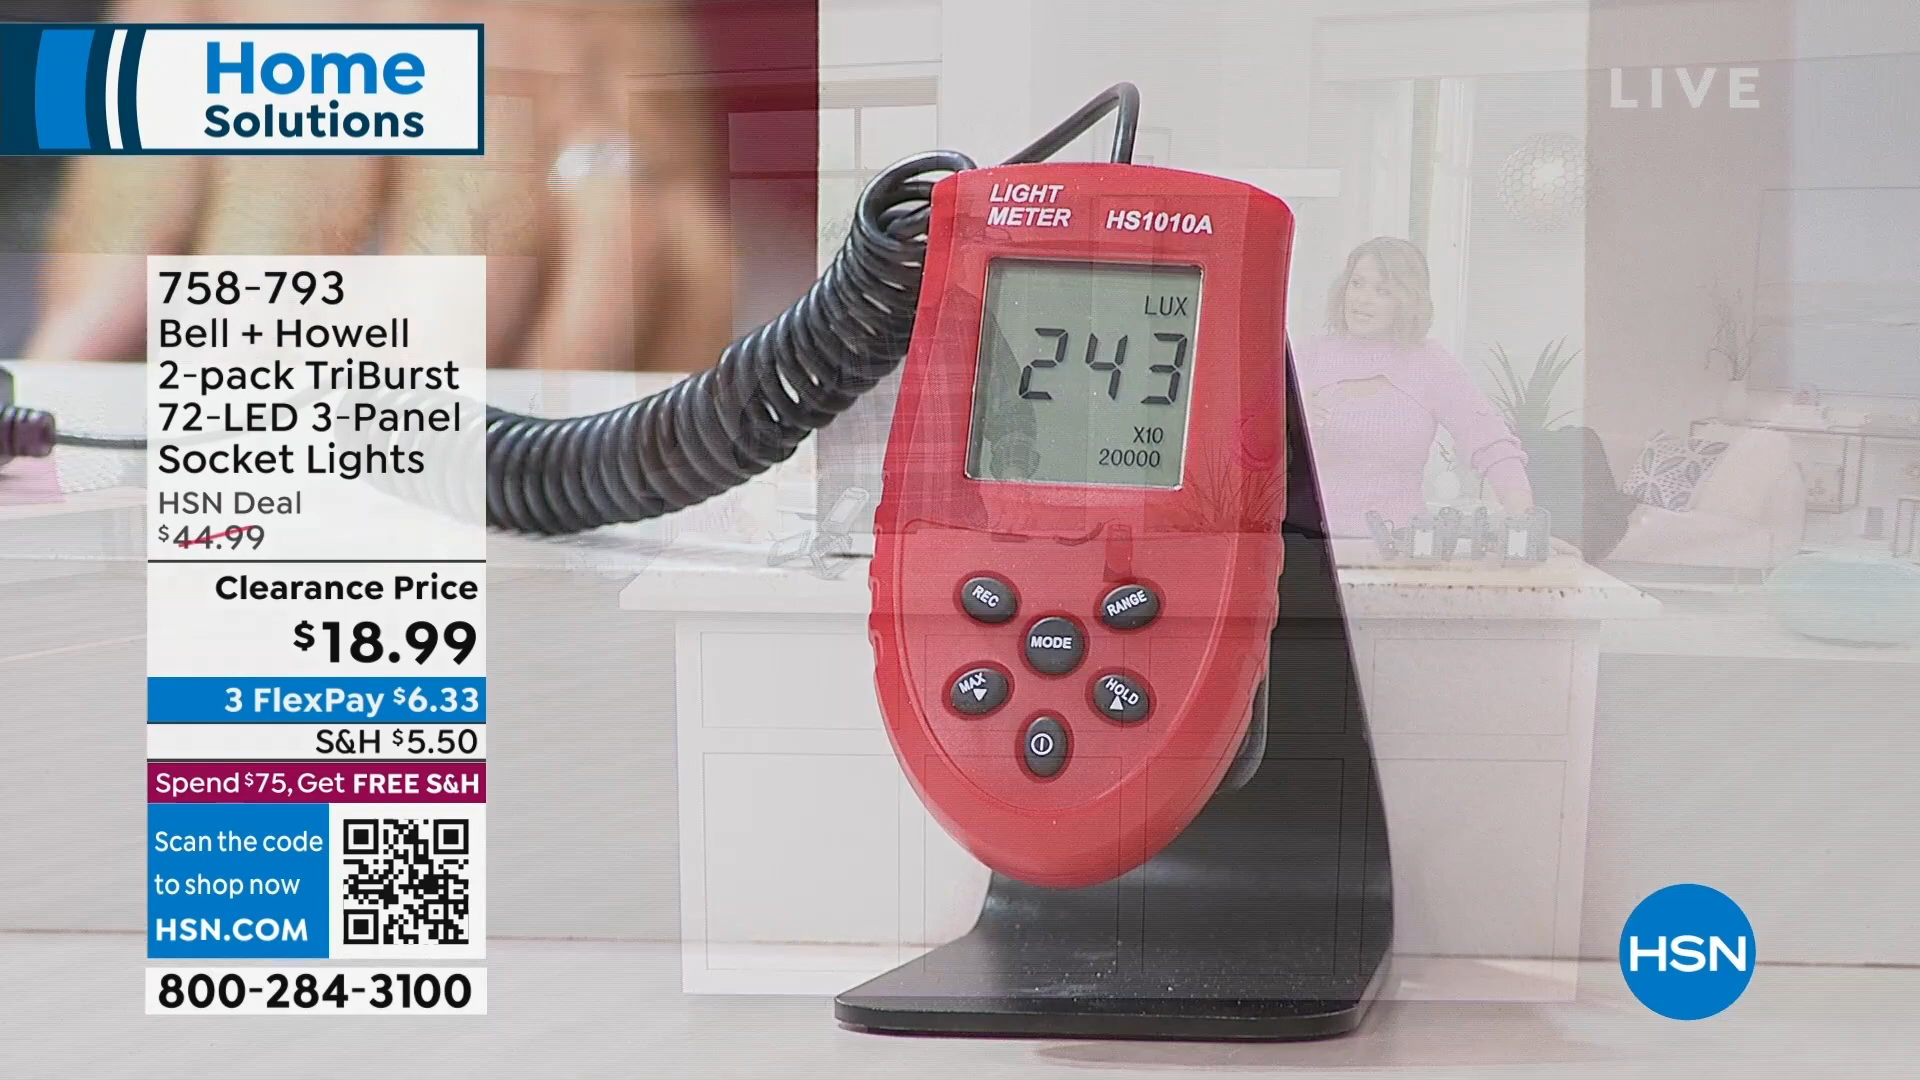 Home
Solutions
LIVE
758-793
Bell + Howell
2-pack TriBurst
72-LED 3-Panel
Socket Lights
HSN Deal
$44.99
Clearance Price
$18.99
3 FlexPay $6.33
S&H $5.50
Spend $75, Get FREE S&H
Scan the code
to shop now
HSN.COM
800-284-3100
LIGHT
METER HS1010A
LUX
243
X10
20000
REC
RANGE
MODE
MAX
HOLD
HSN